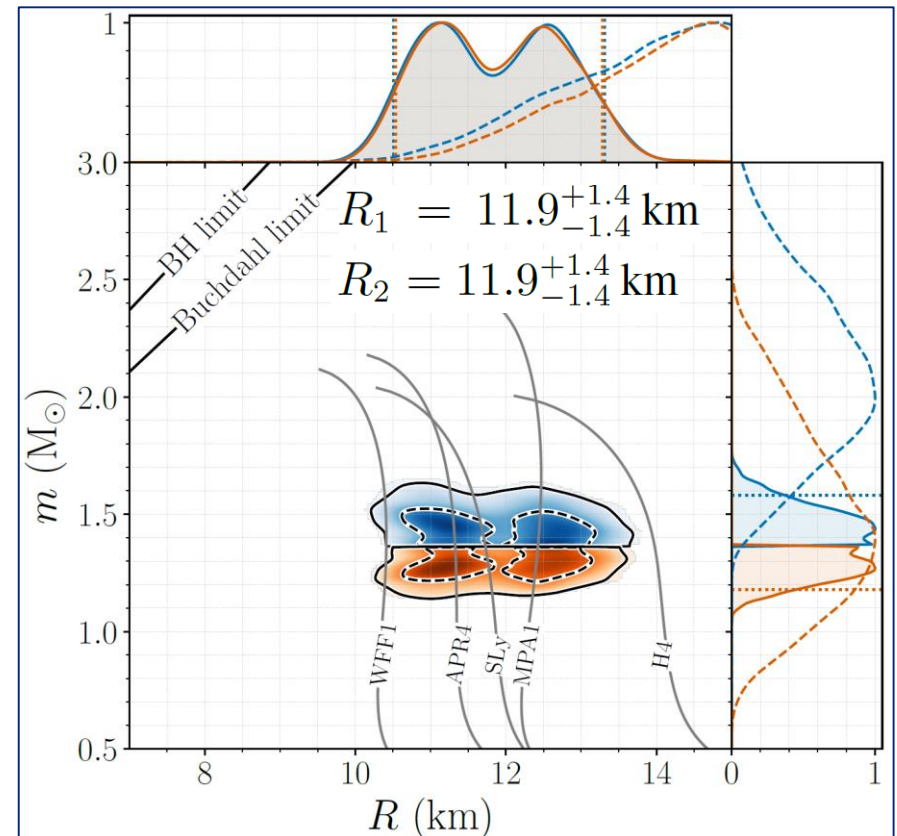 1
3.0
BH limit
Buchdahl limit
R₁ = 11.9⁺¹·⁴₋₁.₄ km
R₂ = 11.9⁺¹·⁴₋₁.₄ km
2.5
2.0
m (M⊙)
1.5
1.0
WFF1
APR4
SLy
MPA1
H4
0.5
8 10 12 14 0 1
R (km)